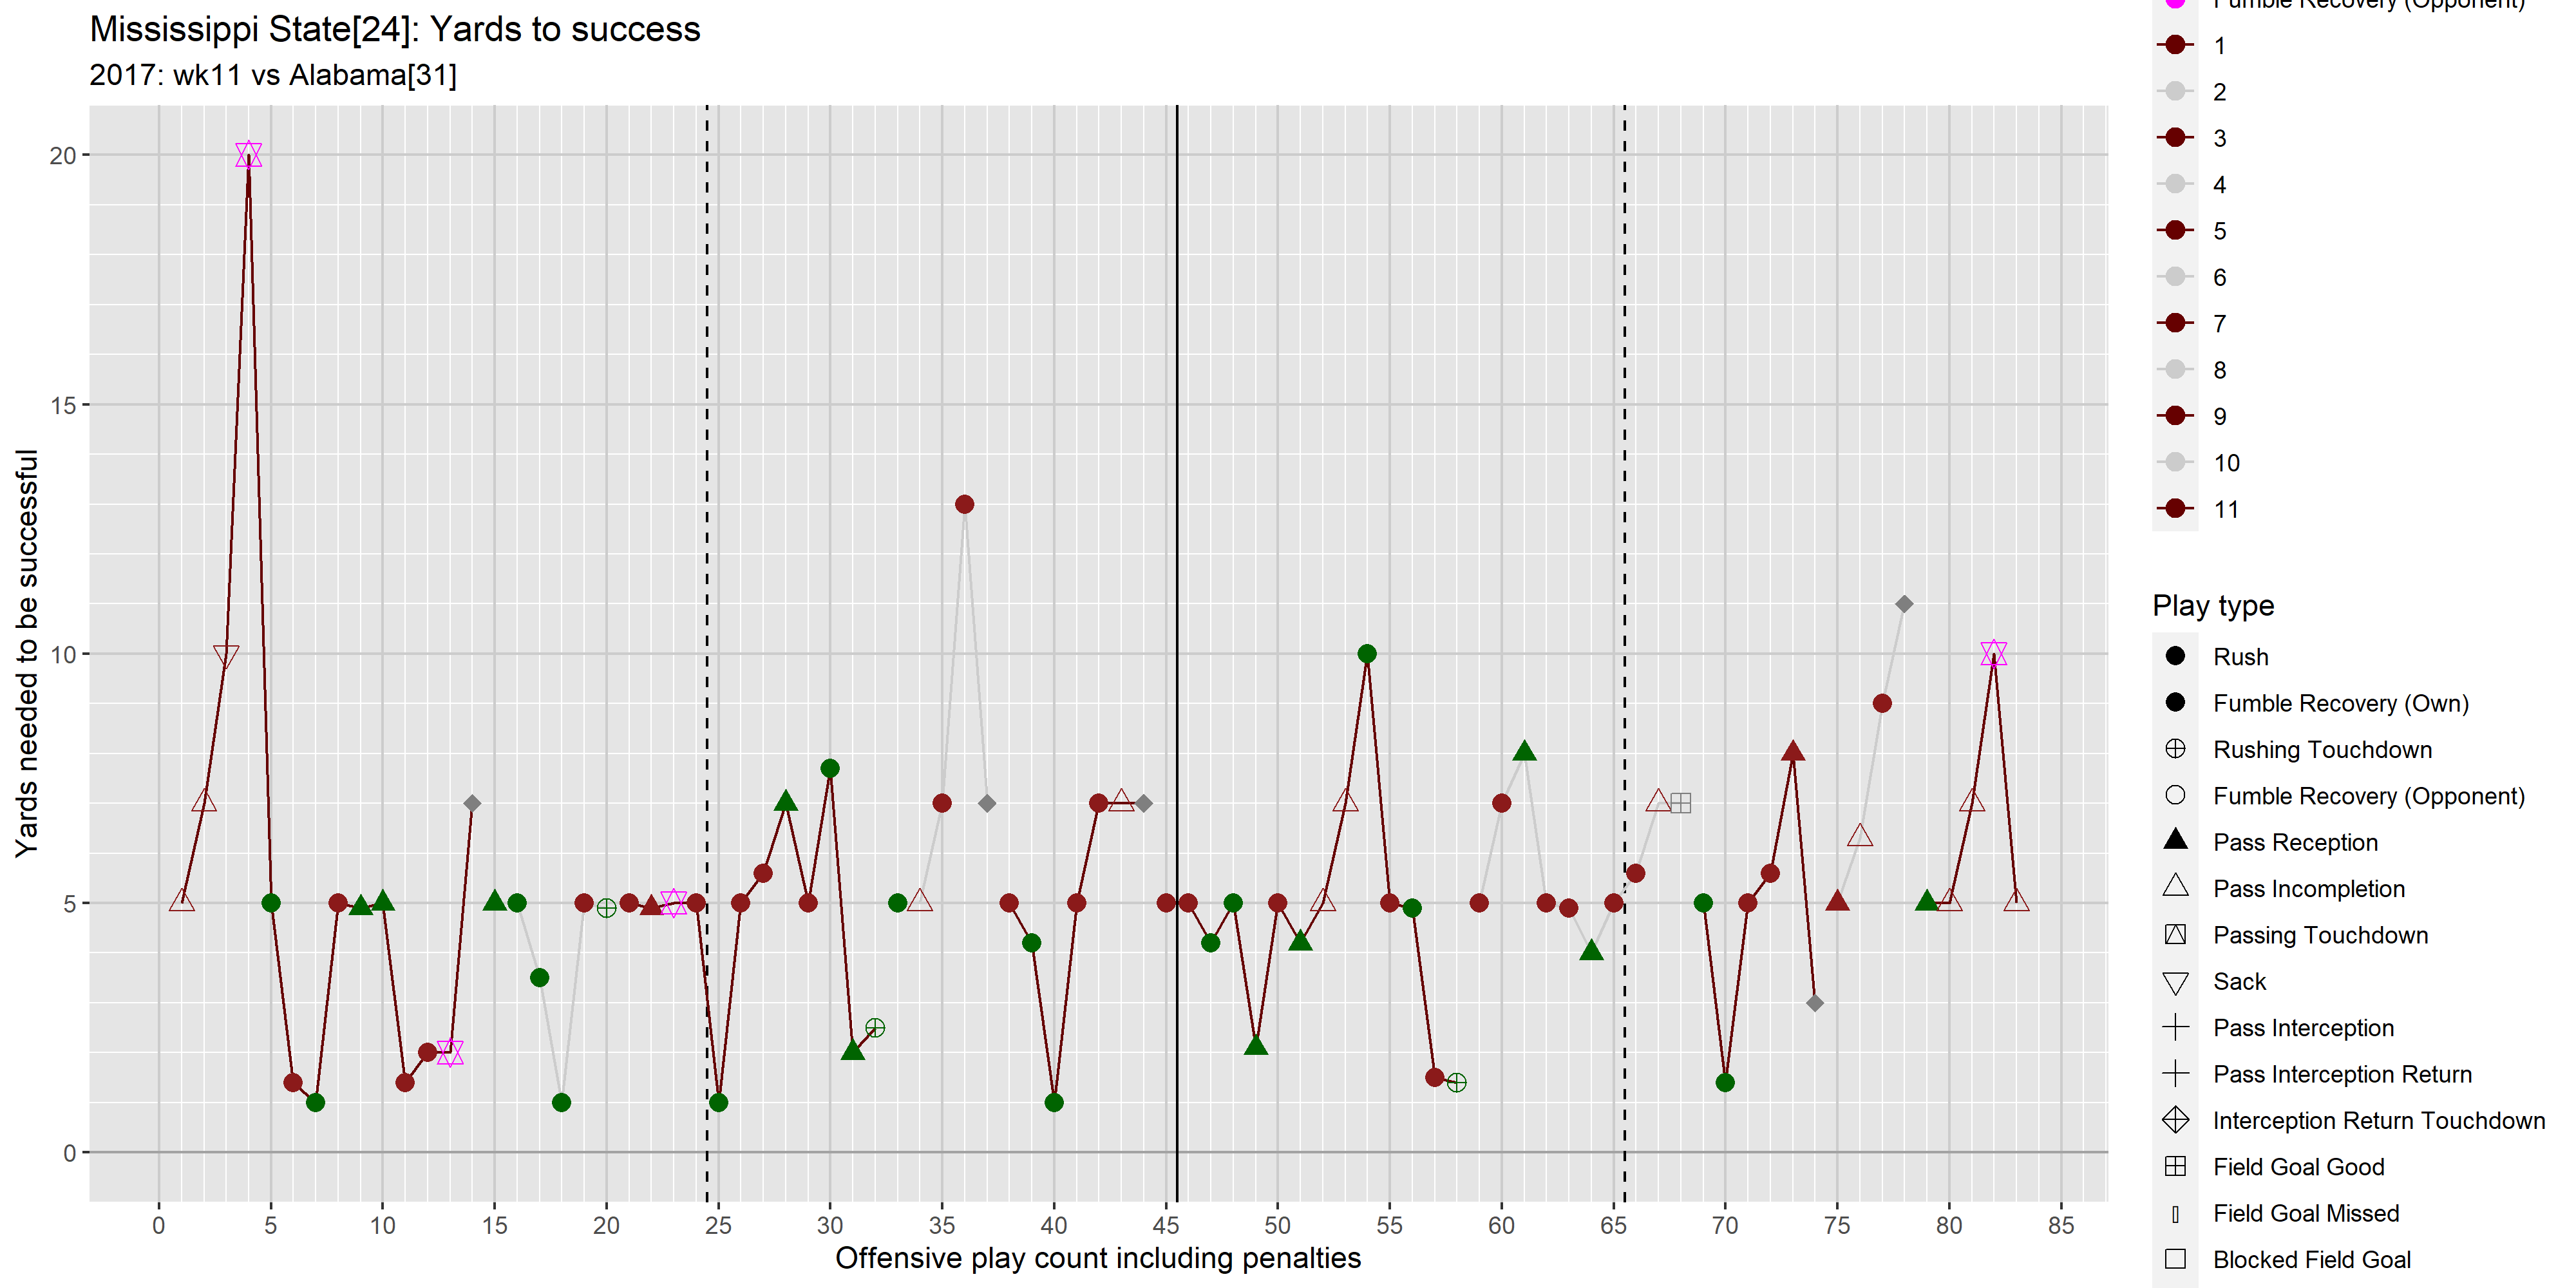 Mississippi State[24]: Yards to success
2017: wk11 vs Alabama[31]
Yards needed to be successful
20
15
10
5
0
0 5 10 15 20 25 30 35 40 45 50 55 60 65 70 75 80 85
Offensive play count including penalties
Fumble Recovery (Opponent)
1
2
3
4
5
6
7
8
9
10
11
Play type
Rush
Fumble Recovery (Own)
Rushing Touchdown
Fumble Recovery (Opponent)
Pass Reception
Pass Incompletion
Passing Touchdown
Sack
Pass Interception
Pass Interception Return
Interception Return Touchdown
Field Goal Good
Field Goal Missed
Blocked Field Goal